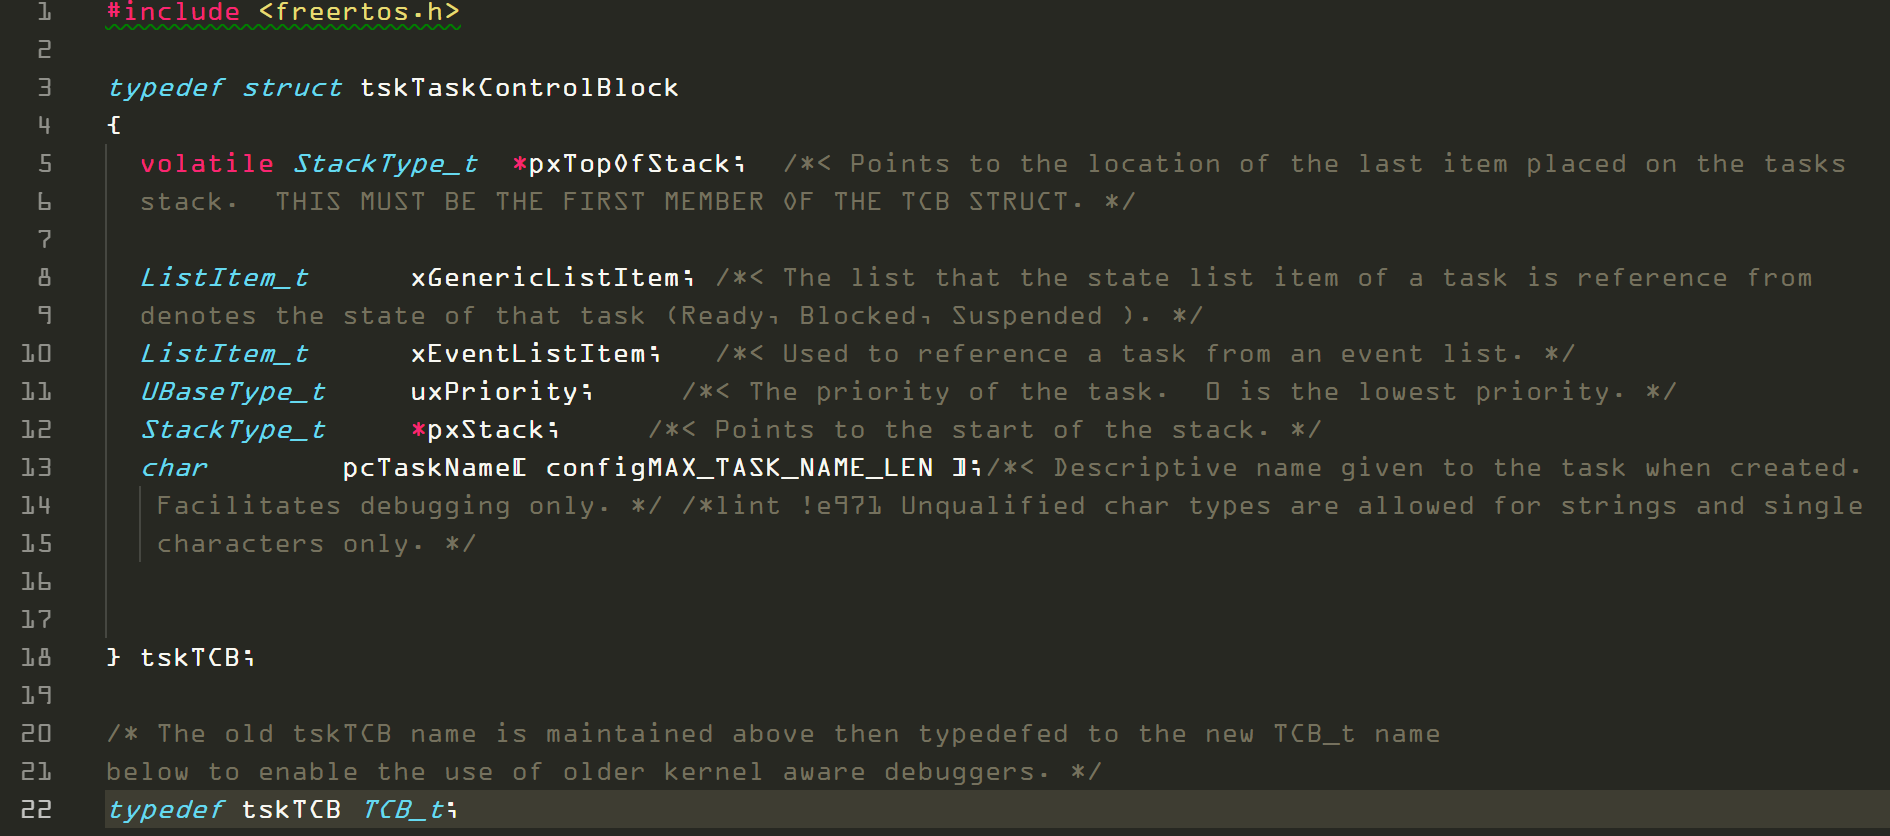 1 #include <freertos.h>
2
3 typedef struct tskTaskControlBlock
4 {
5 volatile StackType_t *pxTopOfStack; /*< Points to the location of the last item placed on the tasks
6 stack. THIS MUST BE THE FIRST MEMBER OF THE TCB STRUCT. */
7
8 ListItem_t xGenericListItem; /*< The list that the state list item of a task is reference from
9 denotes the state of that task (Ready, Blocked, Suspended ). */
10 ListItem_t xEventListItem; /*< Used to reference a task from an event list. */
11 UBaseType_t uxPriority; /*< The priority of the task. 0 is the lowest priority. */
12 StackType_t *pxStack; /*< Points to the start of the stack. */
13 char pcTaskName[ configMAX_TASK_NAME_LEN ];/*< Descriptive name given to the task when created.
14 Facilitates debugging only. */ /*lint !e971 Unqualified char types are allowed for strings and single
15 characters only. */
16
17
18 } tskTCB;
19
20 /* The old tskTCB name is maintained above then typedefed to the new TCB_t name
21 below to enable the use of older kernel aware debuggers. */
22 typedef tskTCB TCB_t;